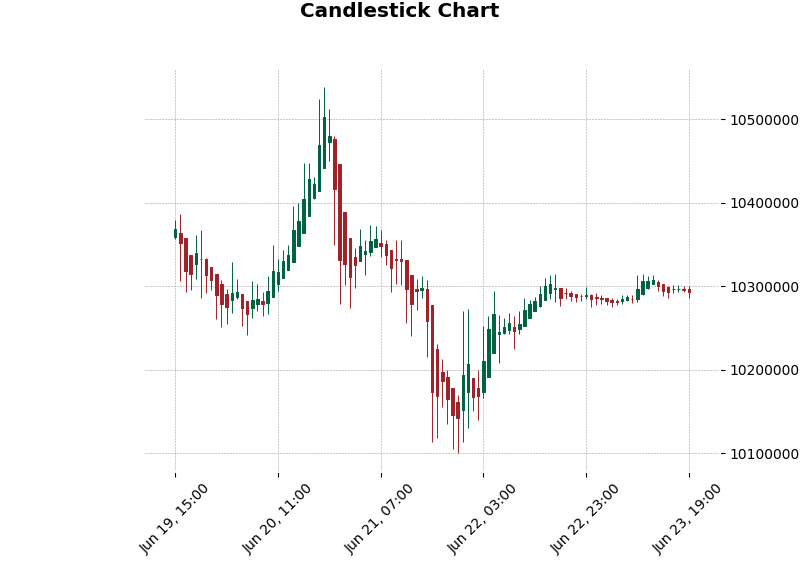 Candlestick Chart
10500000
10400000
10300000
10200000
10100000
Jun 19, 15:00
Jun 20, 11:00
Jun 21, 07:00
Jun 22, 03:00
Jun 22, 23:00
Jun 23, 19:00